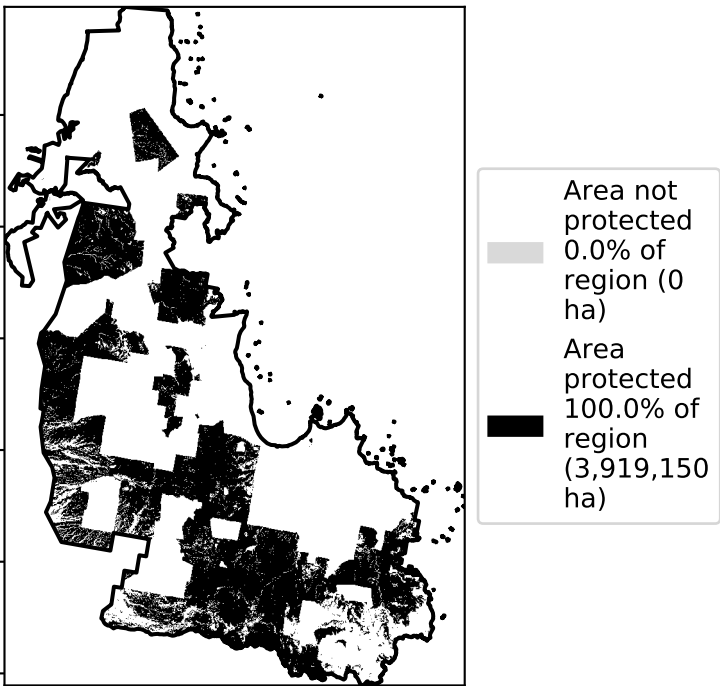 Area not
protected
0.0% of
region (0
ha)
Area
protected
100.0% of
region
(3,919,150
ha)